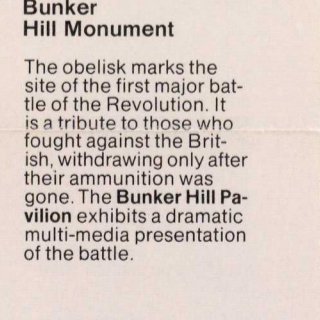 Bunker
Hill Monument
The obelisk marks the
site of the first major bat-
tle of the Revolution. It
is a tribute to those who
fought against the Brit-
ish, withdrawing only after
their ammunition was
gone. The Bunker Hill Pa-
vilion exhibits a dramatic
multi-media presentation
of the battle.